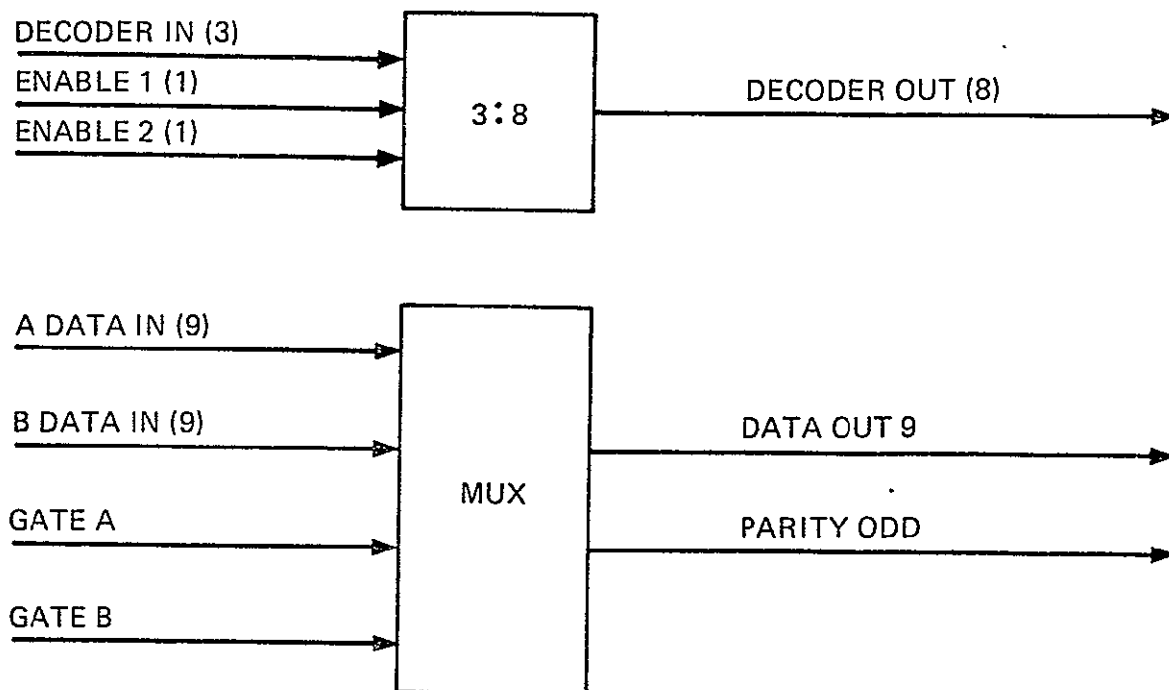 DECODER IN (3)
ENABLE 1 (1)
ENABLE 2 (1)
3:8
DECODER OUT (8)
A DATA IN (9)
B DATA IN (9)
GATE A
GATE B
MUX
DATA OUT 9
PARITY ODD